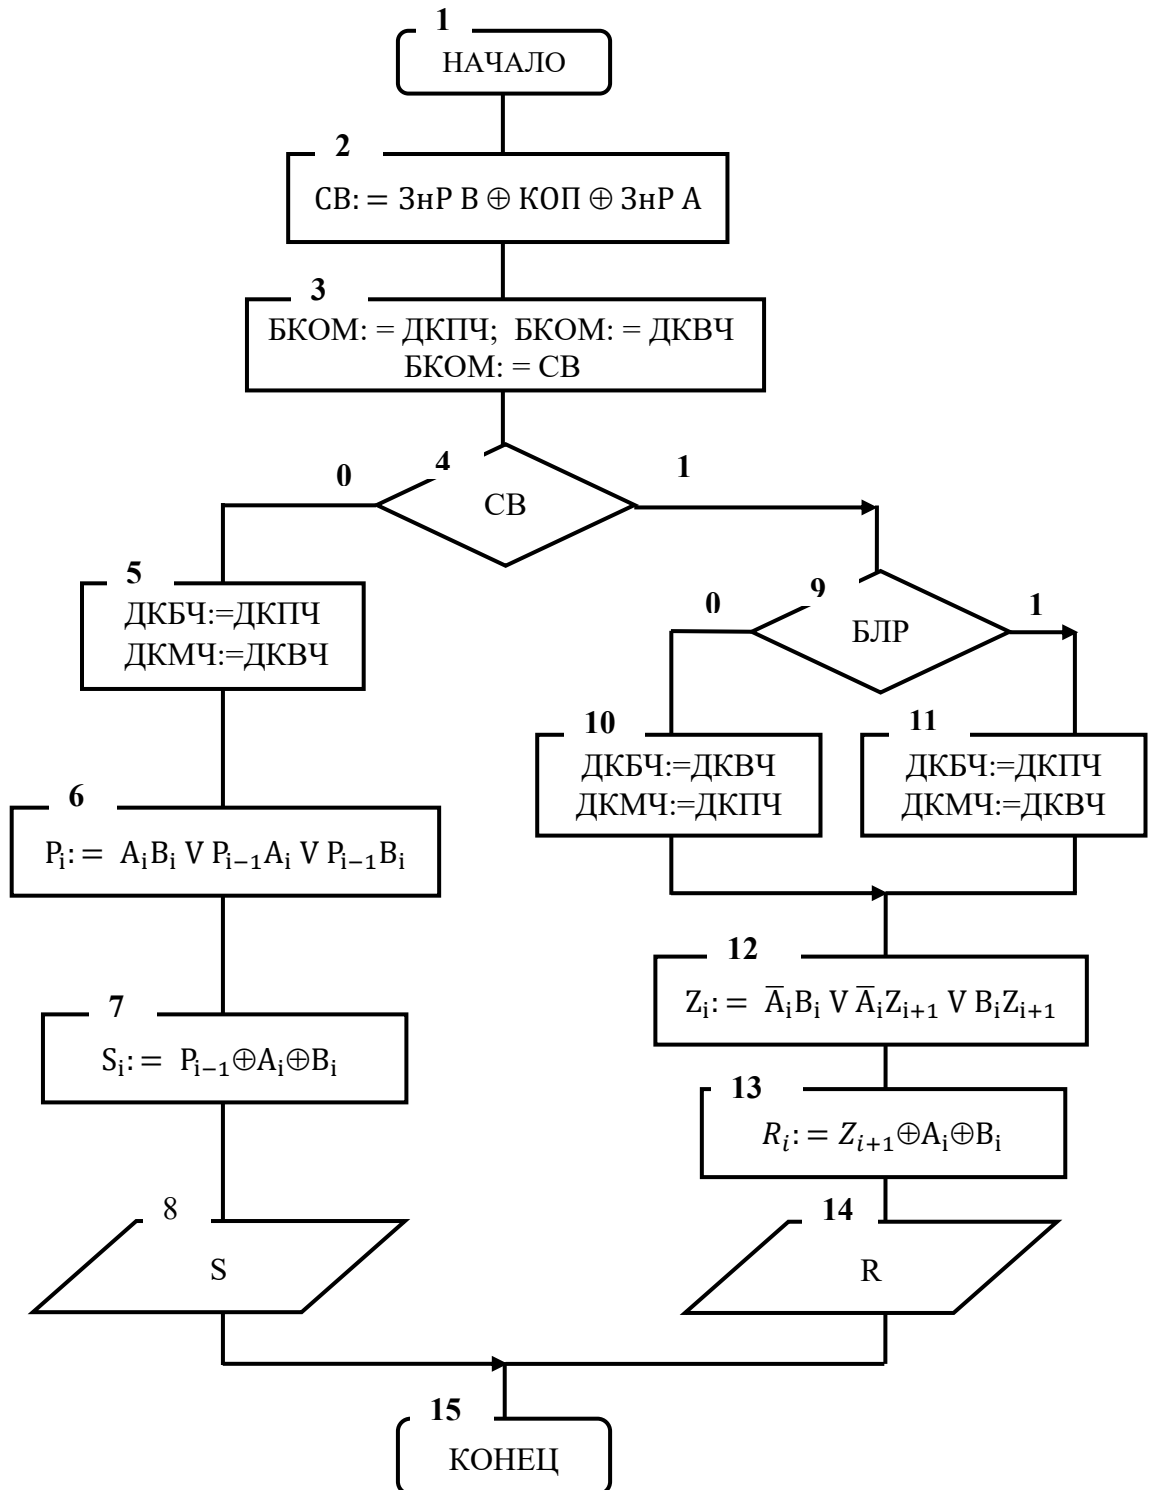 1
НАЧАЛО
2
СВ: = ЗнР В ⊕ КОП ⊕ ЗнР А
3
БКОМ: = ДКПЧ; БКОМ: = ДКВЧ
БКОМ: = СВ
4
0
1
СВ
5
ДКБЧ:=ДКПЧ
ДКМЧ:=ДКВЧ
9
0
1
БЛР
10
ДКБЧ:=ДКВЧ
ДКМЧ:=ДКПЧ
11
ДКБЧ:=ДКПЧ
ДКМЧ:=ДКВЧ
6
Pᵢ: = AᵢBᵢ V Pᵢ₋₁Aᵢ V Pᵢ₋₁Bᵢ
12
Zᵢ: = A̅ᵢBᵢ V A̅ᵢZᵢ₊₁ V BᵢZᵢ₊₁
7
Sᵢ: = Pᵢ₋₁⊕Aᵢ⊕Bᵢ
13
Rᵢ: = Zᵢ₊₁⊕Aᵢ⊕Bᵢ
8
S
14
R
15
КОНЕЦ